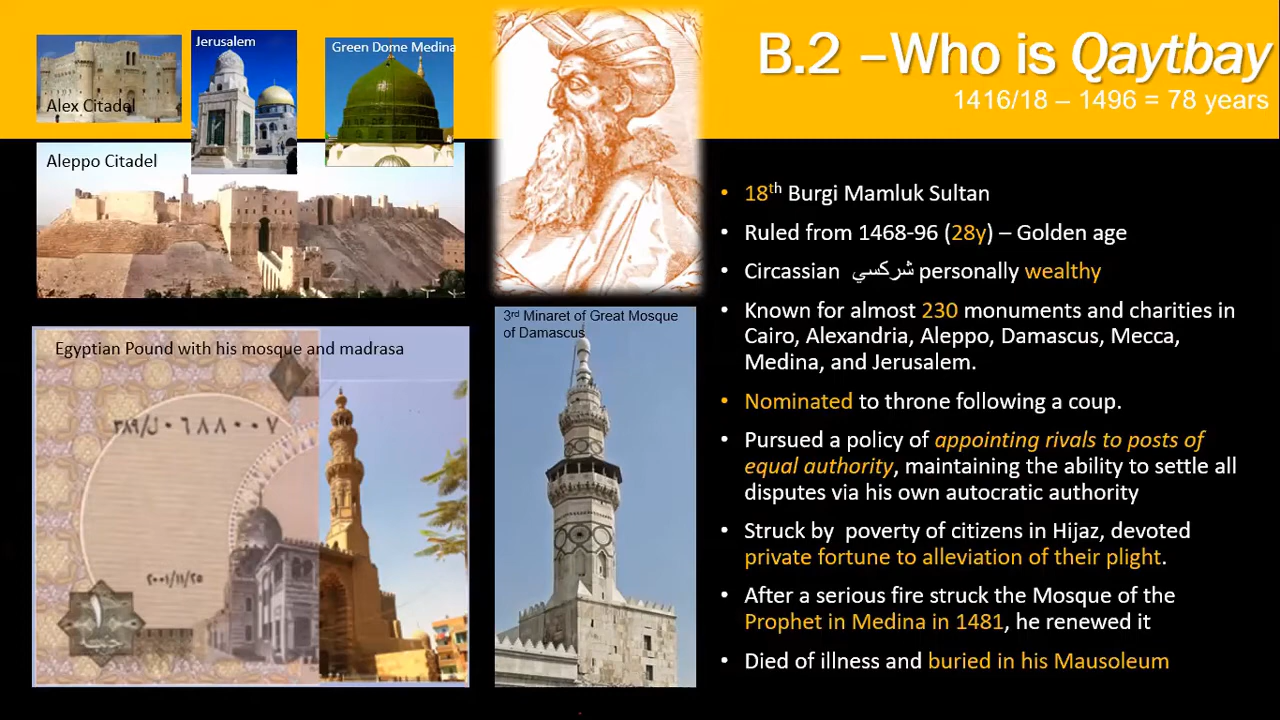 Jerusalem
Green Dome Medina
Alex Citadel
Aleppo Citadel
B.2 –Who is Qaytbay
1416/18 – 1496 = 78 years
• 18th Burgi Mamluk Sultan
• Ruled from 1468-96 (28y) – Golden age
• Circassian شركسي personally wealthy
• Known for almost 230 monuments and charities in
Cairo, Alexandria, Aleppo, Damascus, Mecca,
Medina, and Jerusalem.
• Nominated to throne following a coup.
• Pursued a policy of appointing rivals to posts of
equal authority, maintaining the ability to settle all
disputes via his own autocratic authority
• Struck by poverty of citizens in Hijaz, devoted
private fortune to alleviation of their plight.
• After a serious fire struck the Mosque of the
Prophet in Medina in 1481, he renewed it
• Died of illness and buried in his Mausoleum
3rd Minaret of Great Mosque
of Damascus
Egyptian Pound with his mosque and madrasa
٠٦٨٨٠٠٧
٢٠٠١/١١/٢٥
١